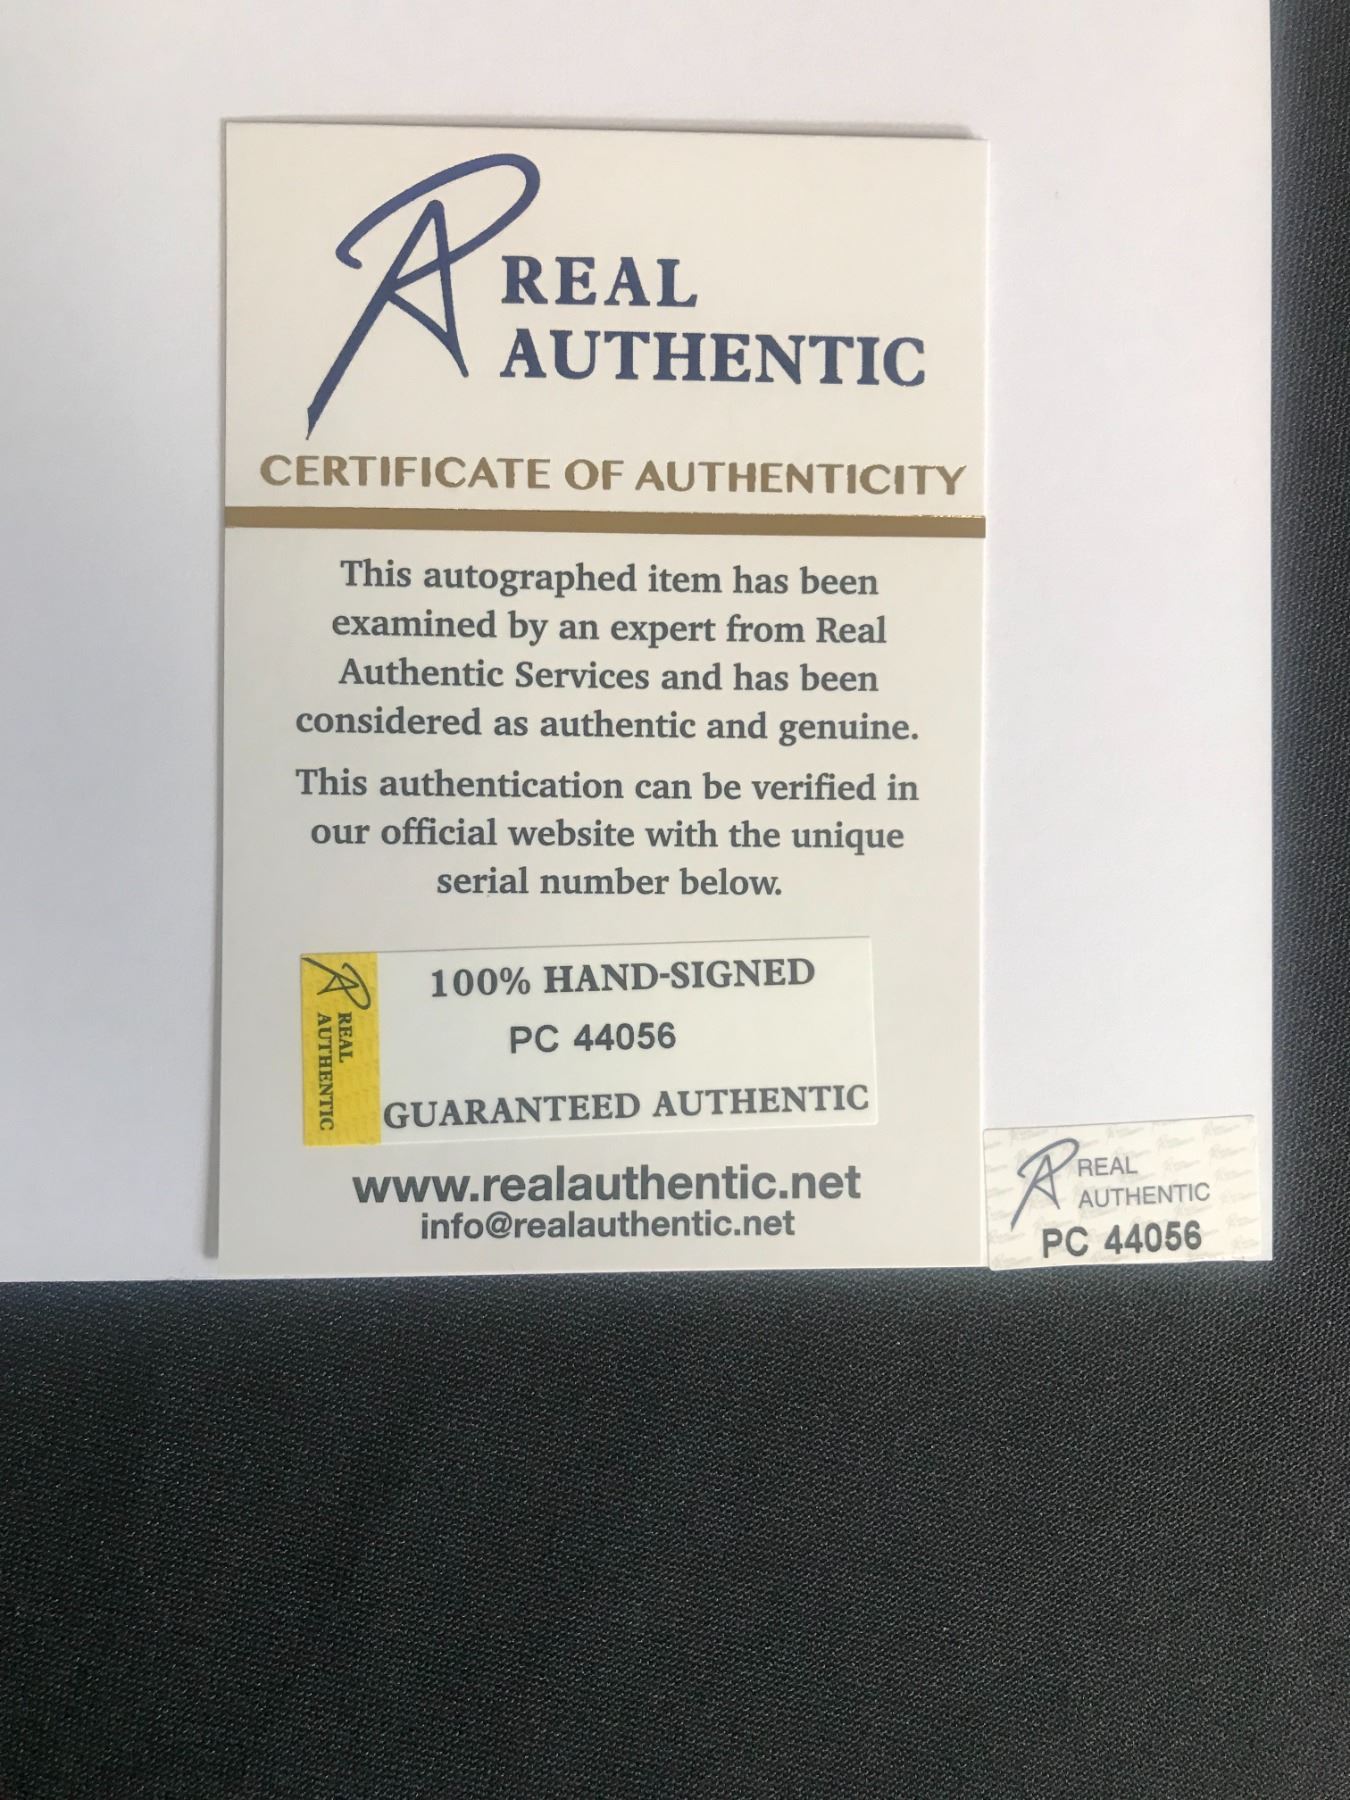 REAL
AUTHENTIC
CERTIFICATE OF AUTHENTICITY
This autographed item has been
examined by an expert from Real
Authentic Services and has been
considered as authentic and genuine.
This authentication can be verified in
our official website with the unique
serial number below.
REAL
AUTHENTIC
100% HAND-SIGNED
PC 44056
GUARANTEED AUTHENTIC
www.realauthentic.net
info@realauthentic.net
REAL
AUTHENTIC
PC 44056